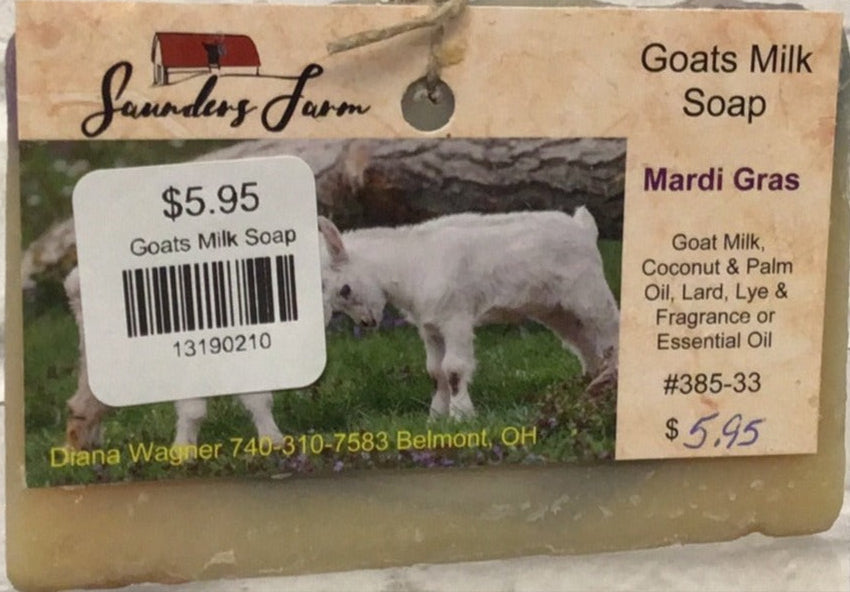 Saunders Farm
Goats Milk
Soap
Mardi Gras
Goat Milk,
Coconut & Palm
Oil, Lard, Lye &
Fragrance or
Essential Oil
#385-33
$ 5.95
$5.95
Goats Milk Soap
13190210
Diana Wagner 740-310-7583 Belmont, OH